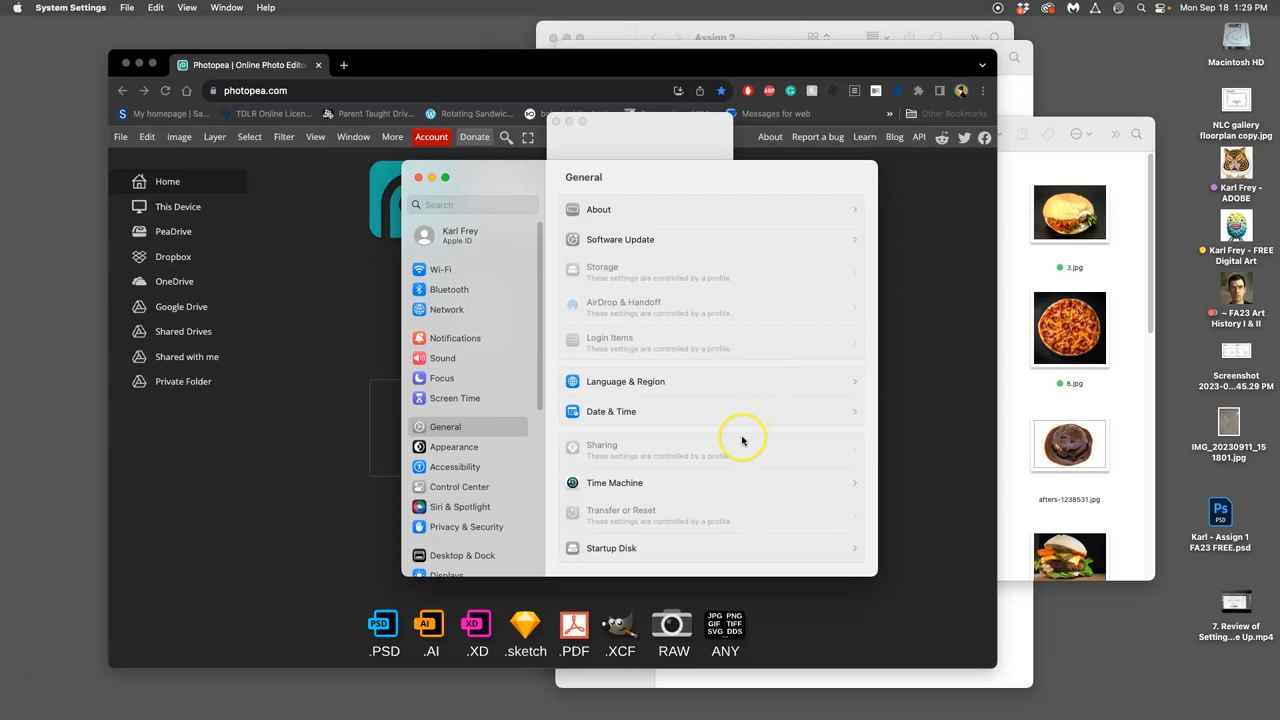 System Settings File Edit View Window Help
Mon Sep 18 1:29 PM
Assign 2
Photopea | Online Photo Edito
photopea.com
My homepage | Sand
TDLR Online Licen...
Parent Taught Driv...
Rotating Sandwic...
Messages for web
Other Bookmarks
File Edit Image Layer Select Filter View Window More Account Donate
About Report a bug Learn Blog API
Home
This Device
PeaDrive
Dropbox
OneDrive
Google Drive
Shared Drives
Shared with me
Private Folder
Search
Karl Frey
Apple ID
Wi-Fi
Bluetooth
Network
Notifications
Sound
Focus
Screen Time
General
Appearance
Accessibility
Control Center
Siri & Spotlight
Privacy & Security
Desktop & Dock
Displays
General
About
Software Update
Storage
These settings are controlled by a profile.
AirDrop & Handoff
These settings are controlled by a profile.
Login Items
These settings are controlled by a profile.
Language & Region
Date & Time
Sharing
These settings are controlled by a profile.
Time Machine
Transfer or Reset
These settings are controlled by a profile.
Startup Disk
PSD AI XD PDF JPG PNG
GIF TIFF
SVG DDS
.PSD .AI .XD .sketch .PDF .XCF RAW ANY
3.jpg
6.jpg
afters-1238531.jpg
Macintosh HD
NLC gallery
floorplan copy.jpg
Karl Frey -
ADOBE
Karl Frey - FREE
Digital Art
~ FA23 Art
History I & II
Screenshot
2023-0...45.29 PM
IMG_20230911_15
1801.jpg
Ps
PSD
Karl - Assign 1
FA23 FREE.psd
7. Review of
Setting...e Up.mp4